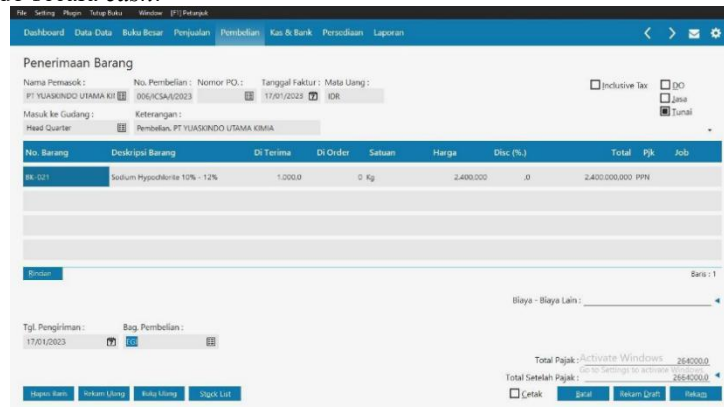 File Setting Plugin Tutup Buku Window [F1] Petunjuk
Dashboard Data-Data Buku Besar Penjualan Pembelian Kas & Bank Persediaan Laporan
Penerimaan Barang
Nama Pemasok : No. Pembelian : Nomor PO. : Tanggal Faktur : Mata Uang :
PT YUASKINDO UTAMA KII 006/ICSA/I/2023 17/01/2023 IDR
Inclusive Tax DO
Jasa
Tunai
Masuk ke Gudang : Keterangan :
Head Quarter Pembelian, PT YUASKINDO UTAMA KIMIA
No. Barang Deskripsi Barang Di Terima Di Order Satuan Harga Disc (%.) Total Pjk Job
BK-021 Sodium Hypochlorite 10% - 12% 1.000,0 0 Kg 2.400,000 ,0 2.400.000,000 PPN
Rincian Baris : 1
Biaya - Biaya Lain :
Tgl. Pengiriman : Bag. Pembelian :
17/01/2023
Total Pajak : 264000,0
Activate Windows
Go to Settings to activate Windows.
Total Setelah Pajak : 2664000,0
Hapus Baris Rekam Ulang Buku Ulang Stock List Cetak Batal Rekam Draft Rekam